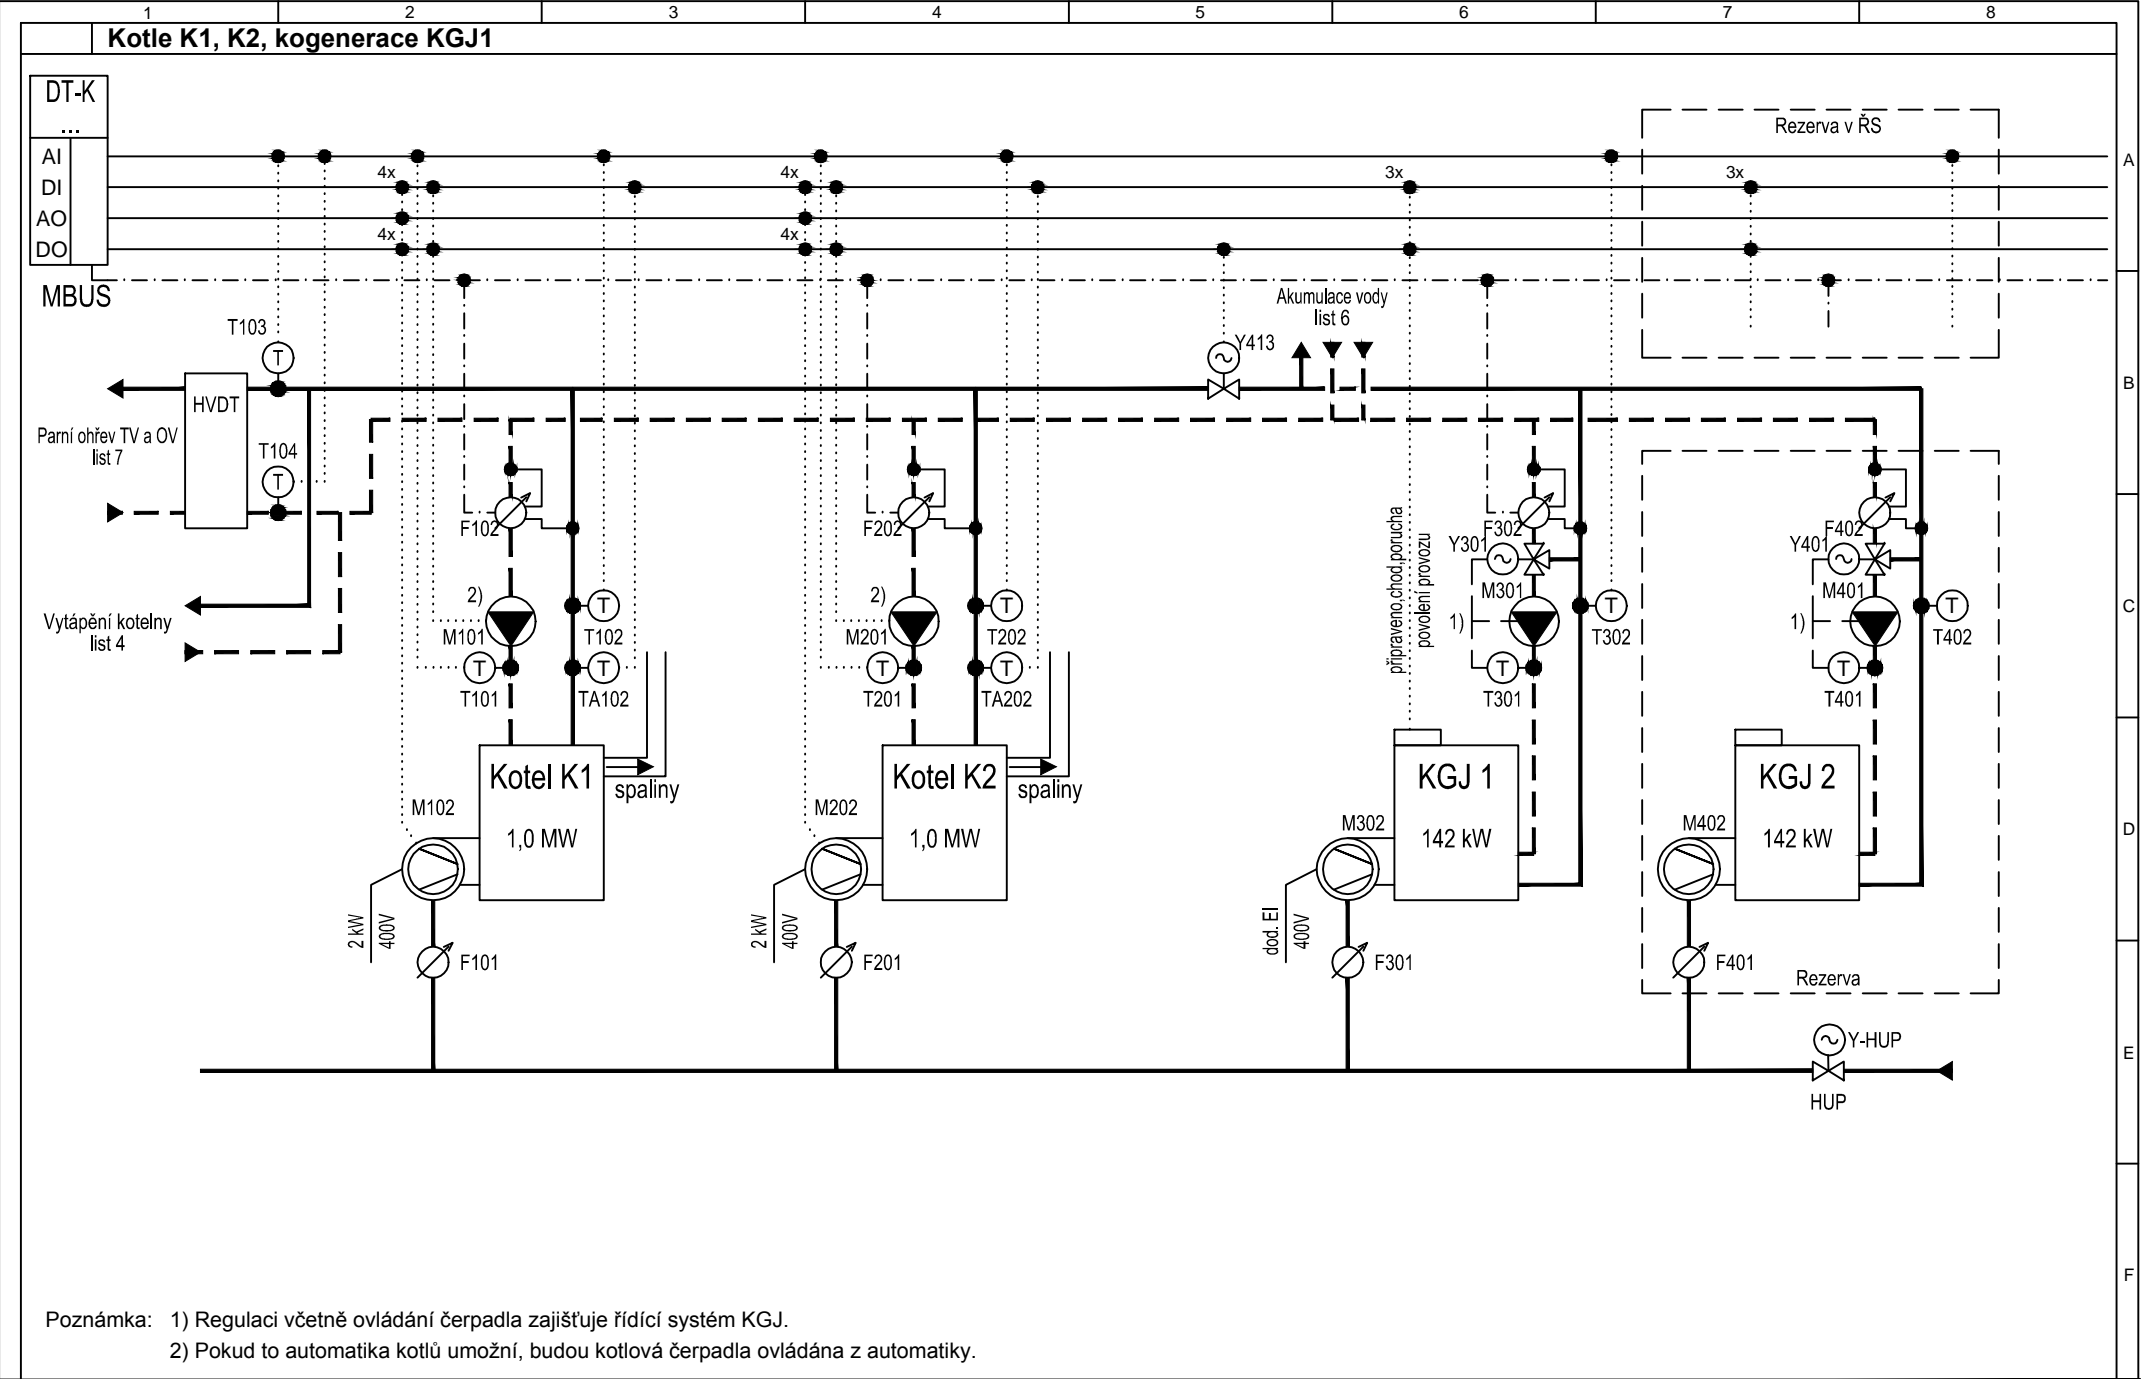 1 2 3 4 5 6 7 8
Kotle K1, K2, kogenerace KGJ1
DT-K
...
AI
DI
AO
DO
MBUS
4x
4x
4x
4x
3x
3x
Rezerva v ŘS
A
B
C
D
E
F
T103
HVDT
T104
Parní ohřev TV a OV
list 7
Vytápění kotelny
list 4
Akumulace vody
list 6
Y413
F102
2)
M101
T
T
T
T102
T
T101
T
TA102
Kotel K1
1,0 MW
spaliny
M102
2 kW
400V
F101
F202
2)
M201
T
T202
T
T201
T
TA202
Kotel K2
1,0 MW
spaliny
M202
2 kW
400V
F201
připraveno,chod,porucha
povolení provozu
F302
Y301
M301
1)
T
T302
T
T301
KGJ 1
142 kW
M302
dod. EI
400V
F301
F402
Y401
M401
1)
T
T402
T
T401
KGJ 2
142 kW
M402
F401
Rezerva
Y-HUP
HUP
Poznámka: 1) Regulaci včetně ovládání čerpadla zajišťuje řídící systém KGJ.
2) Pokud to automatika kotlů umožní, budou kotlová čerpadla ovládána z automatiky.